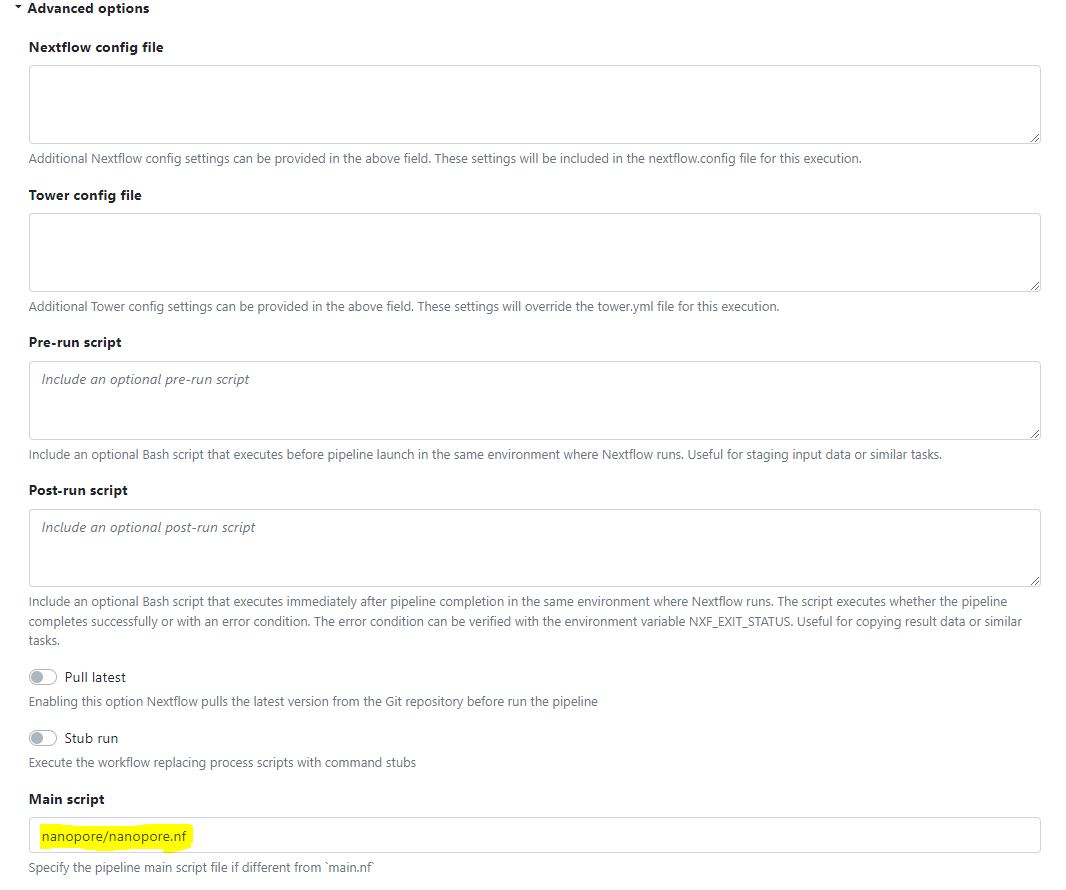 Advanced options
Nextflow config file
Additional Nextflow config settings can be provided in the above field. These settings will be included in the nextflow.config file for this execution.
Tower config file
Additional Tower config settings can be provided in the above field. These settings will override the tower.yml file for this execution.
Pre-run script
Include an optional pre-run script
Include an optional Bash script that executes before pipeline launch in the same environment where Nextflow runs. Useful for staging input data or similar tasks.
Post-run script
Include an optional post-run script
Include an optional Bash script that executes immediately after pipeline completion in the same environment where Nextflow runs. The script executes whether the pipeline
completes successfully or with an error condition. The error condition can be verified with the environment variable NXF_EXIT_STATUS. Useful for copying result data or similar
tasks.
Pull latest
Enabling this option Nextflow pulls the latest version from the Git repository before run the pipeline
Stub run
Execute the workflow replacing process scripts with command stubs
Main script
nanopore/nanopore.nf
Specify the pipeline main script file if different from `main.nf`